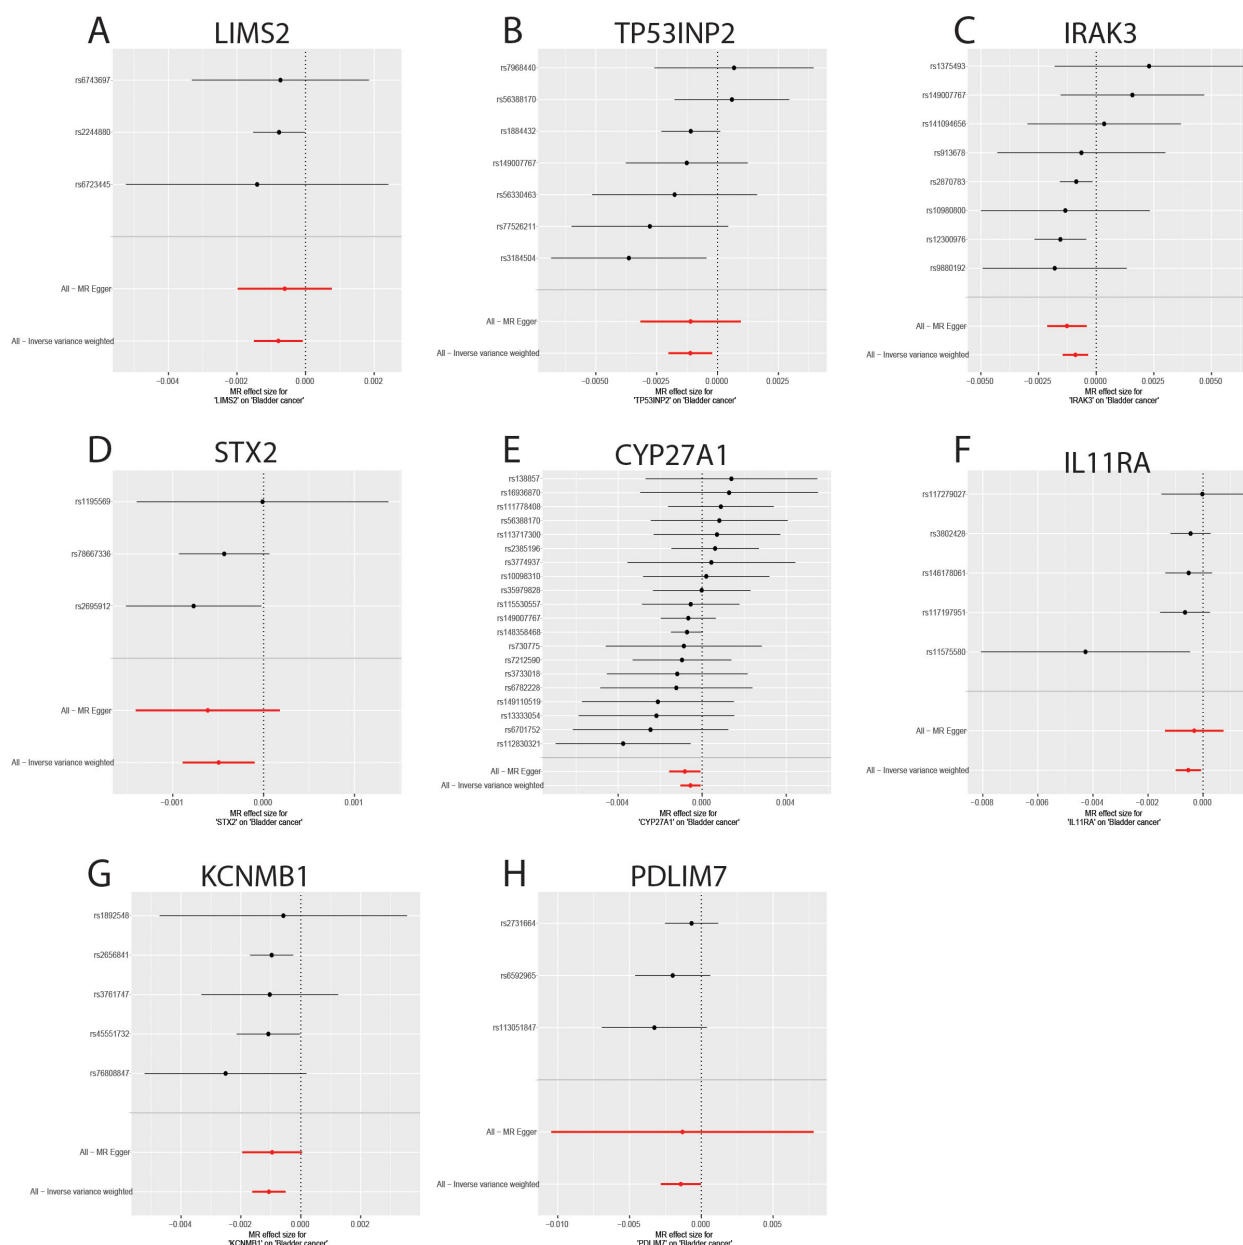 A
LIMS2
rs6743697
rs2244880
rs6723445
All − MR Egger
All − Inverse variance weighted
−0.004
−0.002
0.000
0.002
MR effect size for
'LIMS2' on 'Bladder cancer'
B
TP53INP2
rs7968440
rs56388170
rs1884432
rs149007767
rs56330463
rs77526211
rs3184504
All − MR Egger
All − Inverse variance weighted
−0.0050
−0.0025
0.0000
0.0025
MR effect size for
'TP53INP2' on 'Bladder cancer'
C
IRAK3
rs1375493
rs149007767
rs141094656
rs913678
rs2870783
rs10980800
rs12300976
rs9880192
All − MR Egger
All − Inverse variance weighted
−0.0050
−0.0025
0.0000
0.0025
0.0050
MR effect size for
'IRAK3' on 'Bladder cancer'
D
STX2
rs1195569
rs78667336
rs2695912
All − MR Egger
All − Inverse variance weighted
−0.001
0.000
0.001
MR effect size for
'STX2' on 'Bladder cancer'
E
CYP27A1
rs138857
rs16936870
rs111778408
rs56388170
rs113717300
rs2385196
rs3774937
rs10098310
rs35979828
rs115530557
rs149007767
rs148358468
rs730775
rs7212590
rs3733018
rs6782228
rs149110519
rs13333054
rs6701752
rs112830321
All − MR Egger
All − Inverse variance weighted
−0.004
0.000
0.004
MR effect size for
'CYP27A1' on 'Bladder cancer'
F
IL11RA
rs117279027
rs3802428
rs146178061
rs117197951
rs11575580
All − MR Egger
All − Inverse variance weighted
−0.008
−0.006
−0.004
−0.002
0.000
MR effect size for
'IL11RA' on 'Bladder cancer'
G
KCNMB1
rs1892548
rs2656841
rs3761747
rs45551732
rs76808847
All − MR Egger
All − Inverse variance weighted
−0.004
−0.002
0.000
0.002
MR effect size for
'KCNMB1' on 'Bladder cancer'
H
PDLIM7
rs2731664
rs6592965
rs113051847
All − MR Egger
All − Inverse variance weighted
−0.010
−0.005
0.000
0.005
MR effect size for
'PDLIM7' on 'Bladder cancer'